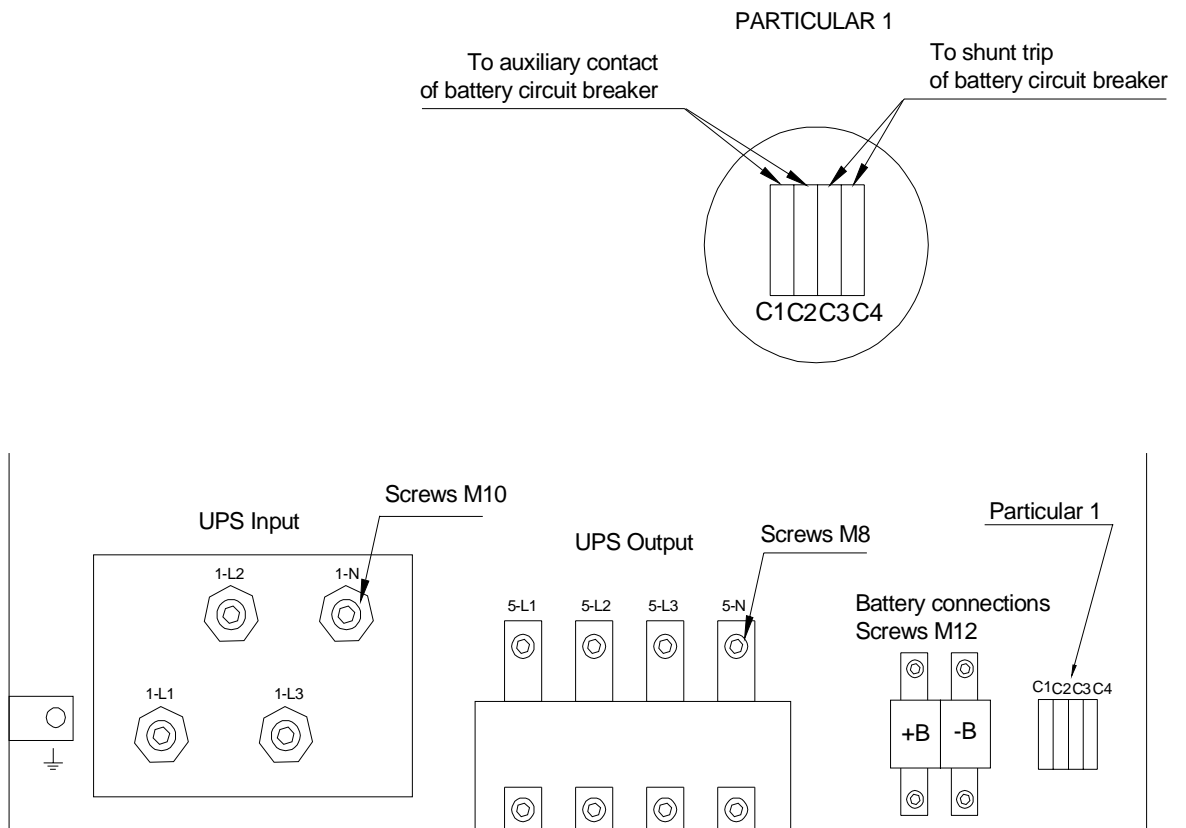 PARTICULAR 1
To auxiliary contact
of battery circuit breaker
To shunt trip
of battery circuit breaker
C1C2C3C4
UPS Input
Screws M10
1-L2
1-N
1-L1
1-L3
UPS Output
Screws M8
5-L1
5-L2
5-L3
5-N
Battery connections
Screws M12
+B
-B
Particular 1
C1C2C3C4